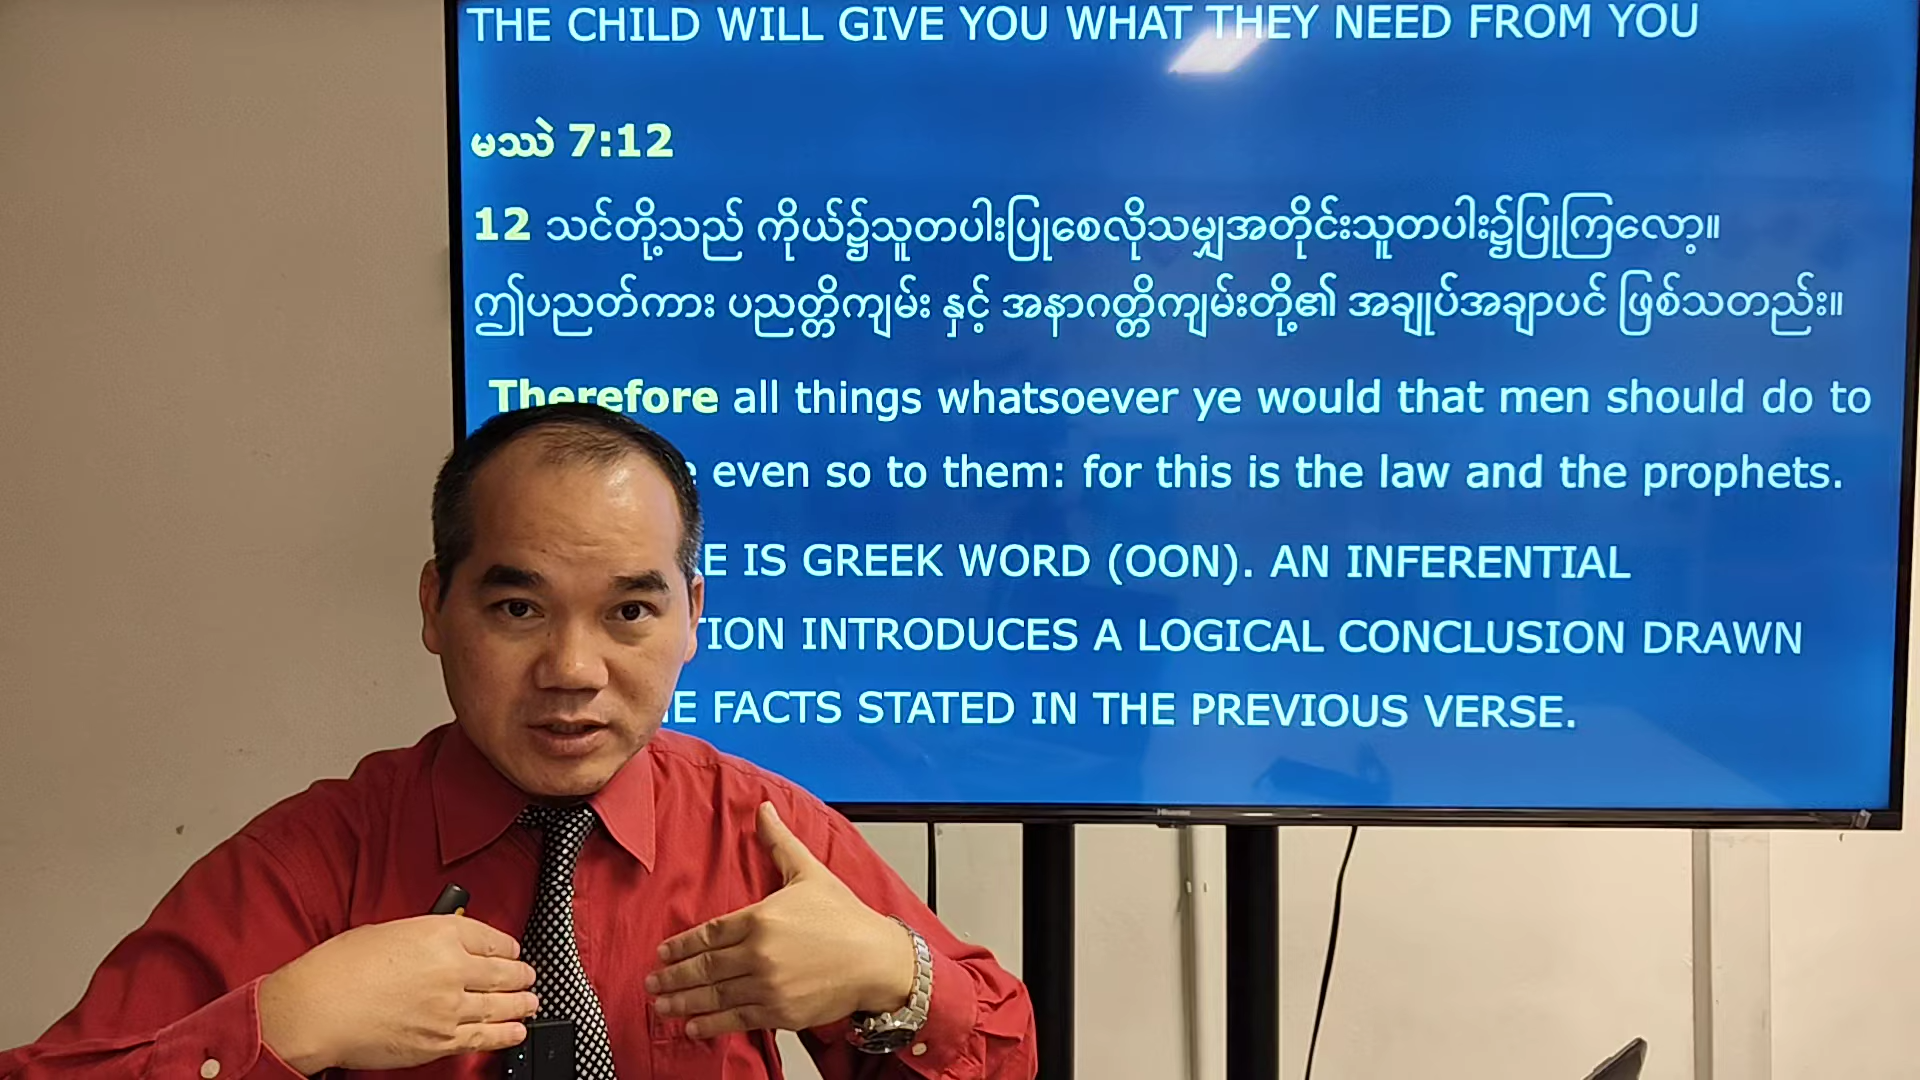 THE CHILD WILL GIVE YOU WHAT THEY NEED FROM YOU
မဿဲ 7:12
12 သင်တို့သည် ကိုယ်၌သူတပါးပြုစေလိုသမျှအတိုင်းသူတပါး၌ပြုကြလော့။
ဤပညတ်ကား ပညတ္တိကျမ်း နှင့် အနာဂတ္တိကျမ်းတို့၏ အချုပ်အချာပင် ဖြစ်သတည်း။
Therefore all things whatsoever ye would that men should do to
even so to them: for this is the law and the prophets.
IS GREEK WORD (OON). AN INFERENTIAL
INTRODUCES A LOGICAL CONCLUSION DRAWN
FACTS STATED IN THE PREVIOUS VERSE.
Hisense